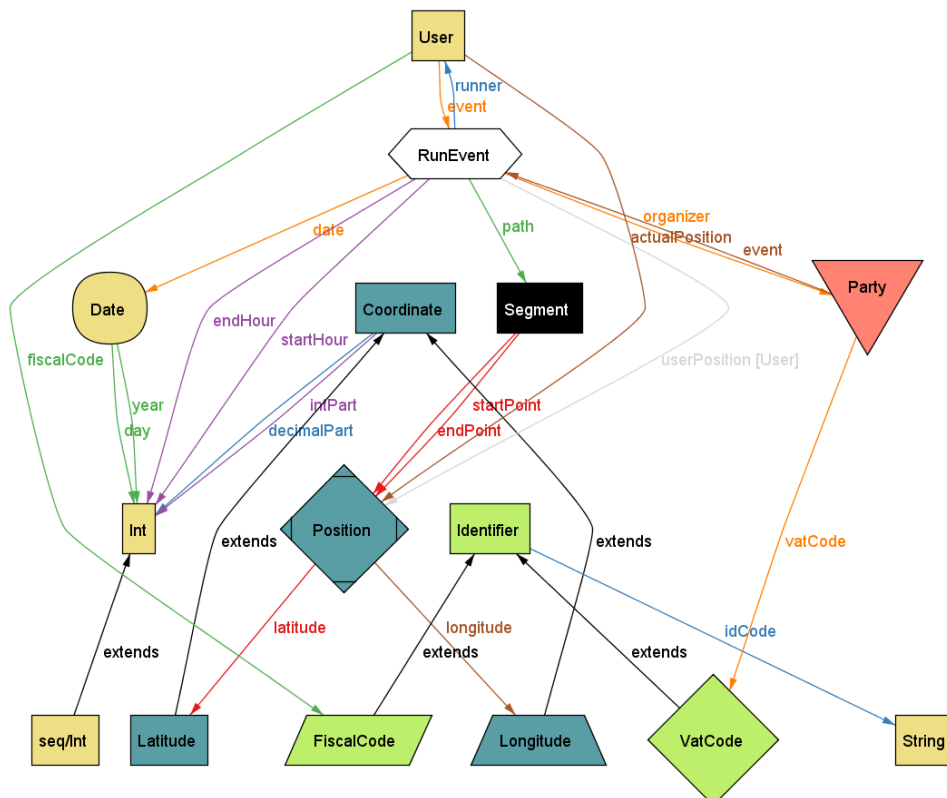 User
runner
event
RunEvent
organizer
path
date
actualPosition
event
Party
Date
Coordinate
Segment
endHour
startHour
fiscalCode
userPosition [User]
year
intPart
startPoint
day
decimalPart
endPoint
Int
Position
Identifier
extends
extends
vatCode
latitude
longitude
idCode
extends
extends
extends
seq/Int
Latitude
FiscalCode
Longitude
VatCode
String